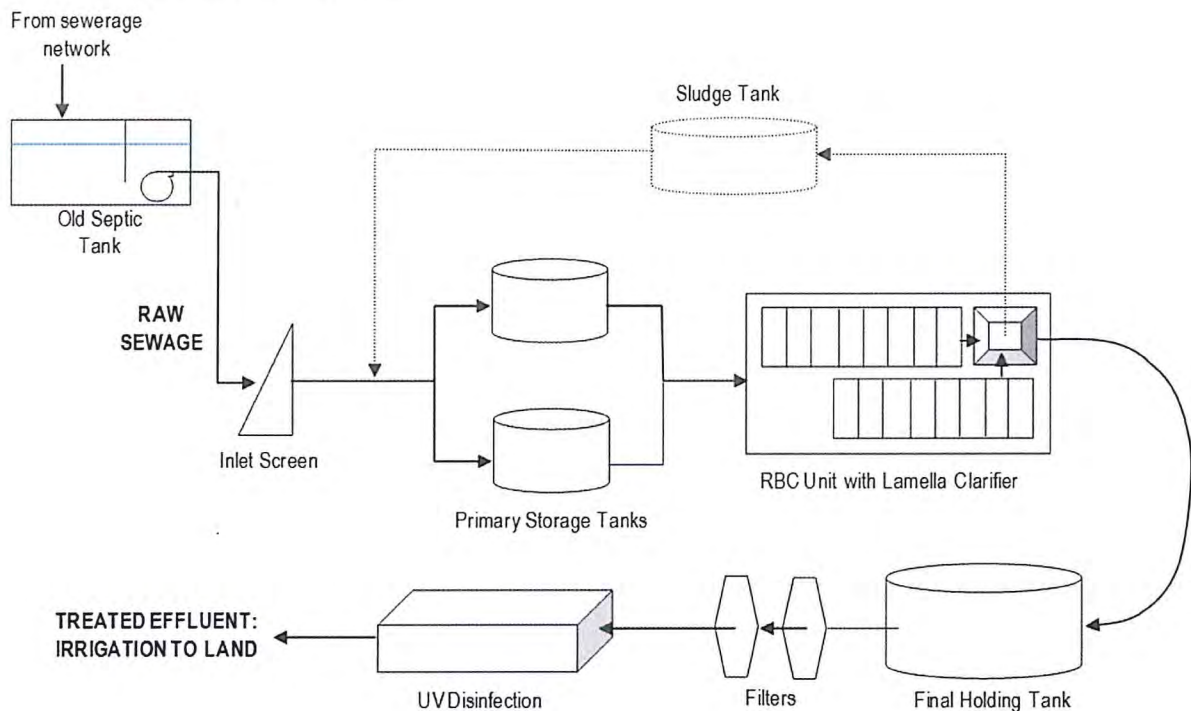 From sewerage
network
Sludge Tank
Old Septic
Tank
RAW
SEWAGE
Inlet Screen
Primary Storage Tanks
RBC Unit with Lamella Clarifier
TREATED EFFLUENT:
IRRIGATION TO LAND
UV Disinfection
Filters
Final Holding Tank